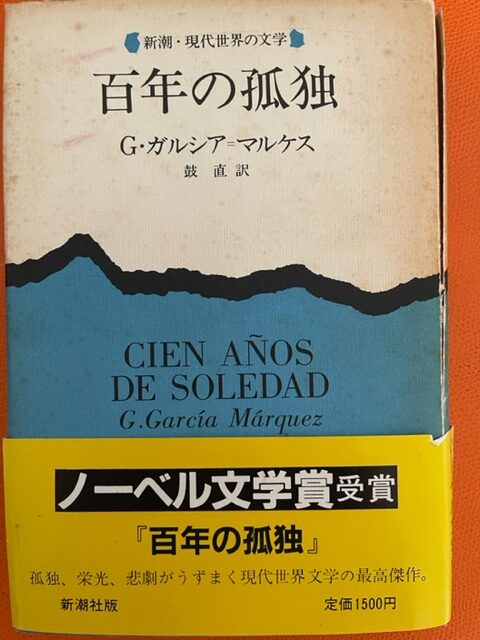 新潮・現代世界の文学
百年の孤独
G・ガルシア=マルケス
鼓 直 訳
CIEN AÑOS
DE SOLEDAD
G.García Márquez
ノーベル文学賞受賞
『百年の孤独』
孤独、栄光、悲劇がうずまく現代世界文学の最高傑作。
新潮社版 定価1500円